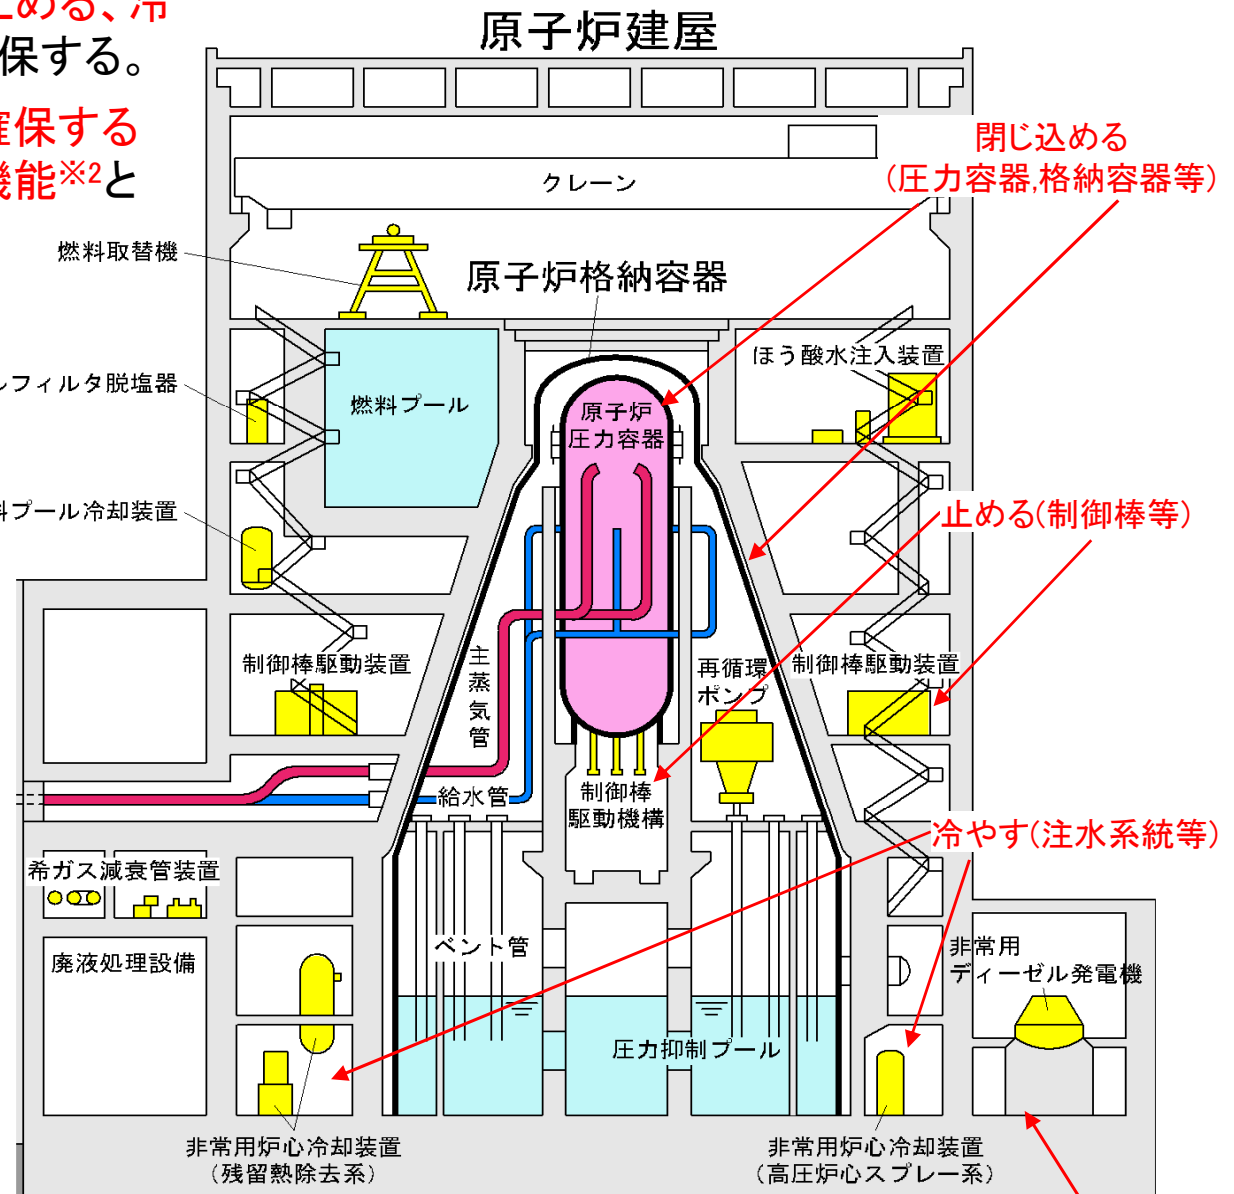 止める、冷
保する。
確保する
機能※2と
原子炉建屋
閉じ込める
(圧力容器,格納容器等)
クレーン
燃料取替機
原子炉格納容器
ほう酸水注入装置
ルフィルタ脱塩器
燃料プール
原子炉
圧力容器
料プール冷却装置
止める(制御棒等)
制御棒駆動装置
主蒸気管
再循環
ポンプ
制御棒駆動装置
給水管
制御棒
駆動機構
冷やす(注水系統等)
希ガス減衰管装置
廃液処理設備
ベント管
非常用
ディーゼル発電機
圧力抑制プール
非常用炉心冷却装置
(残留熱除去系)
非常用炉心冷却装置
(高圧炉心スプレー系)